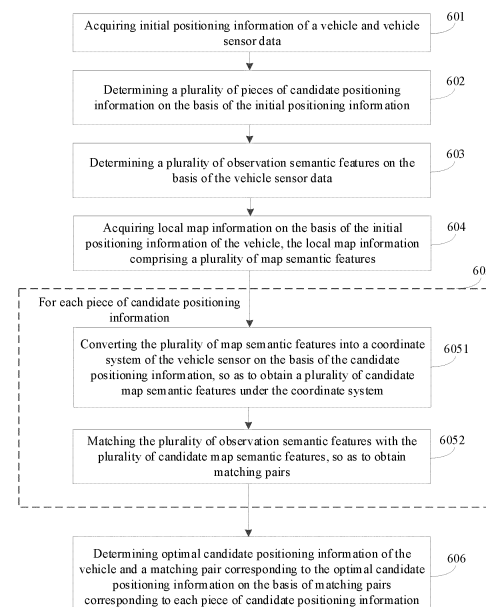 Acquiring initial positioning information of a vehicle and vehicle
sensor data
601
Determining a plurality of pieces of candidate positioning
information on the basis of the initial positioning information
602
Determining a plurality of observation semantic features on the
basis of the vehicle sensor data
603
Acquiring local map information on the basis of the initial
positioning information of the vehicle, the local map information
comprising a plurality of map semantic features
604
60
For each piece of candidate positioning
information
Converting the plurality of map semantic features into a coordinate
system of the vehicle sensor on the basis of the candidate
positioning information, so as to obtain a plurality of candidate
map semantic features under the coordinate system
6051
Matching the plurality of observation semantic features with the
plurality of candidate map semantic features, so as to obtain
matching pairs
6052
Determining optimal candidate positioning information of the
vehicle and a matching pair corresponding to the optimal candidate
positioning information on the basis of matching pairs
corresponding to each piece of candidate positioning information
606